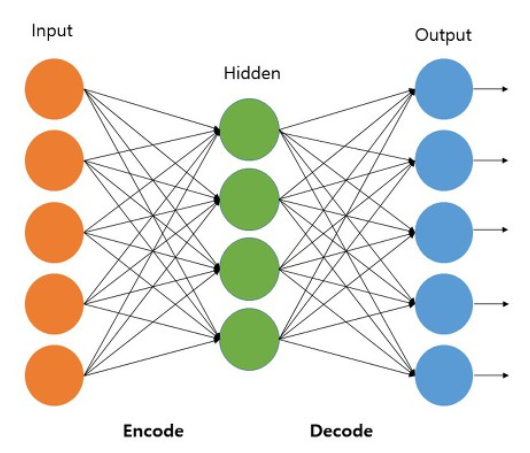 Input
Output
Hidden
Encode
Decode